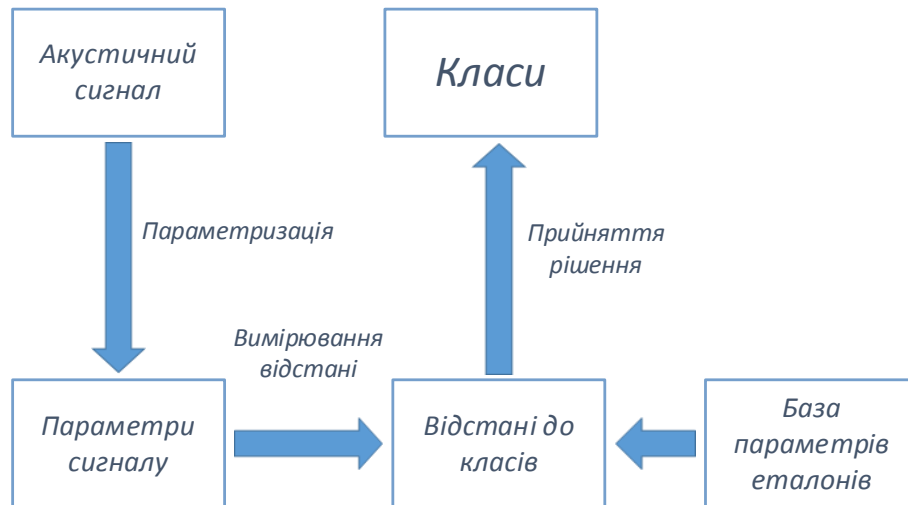 Акустичний
сигнал
Класи
Параметризація
Прийняття
рішення
Вимірювання
відстані
Параметри
сигналу
Відстані до
класів
База
параметрів
еталонів